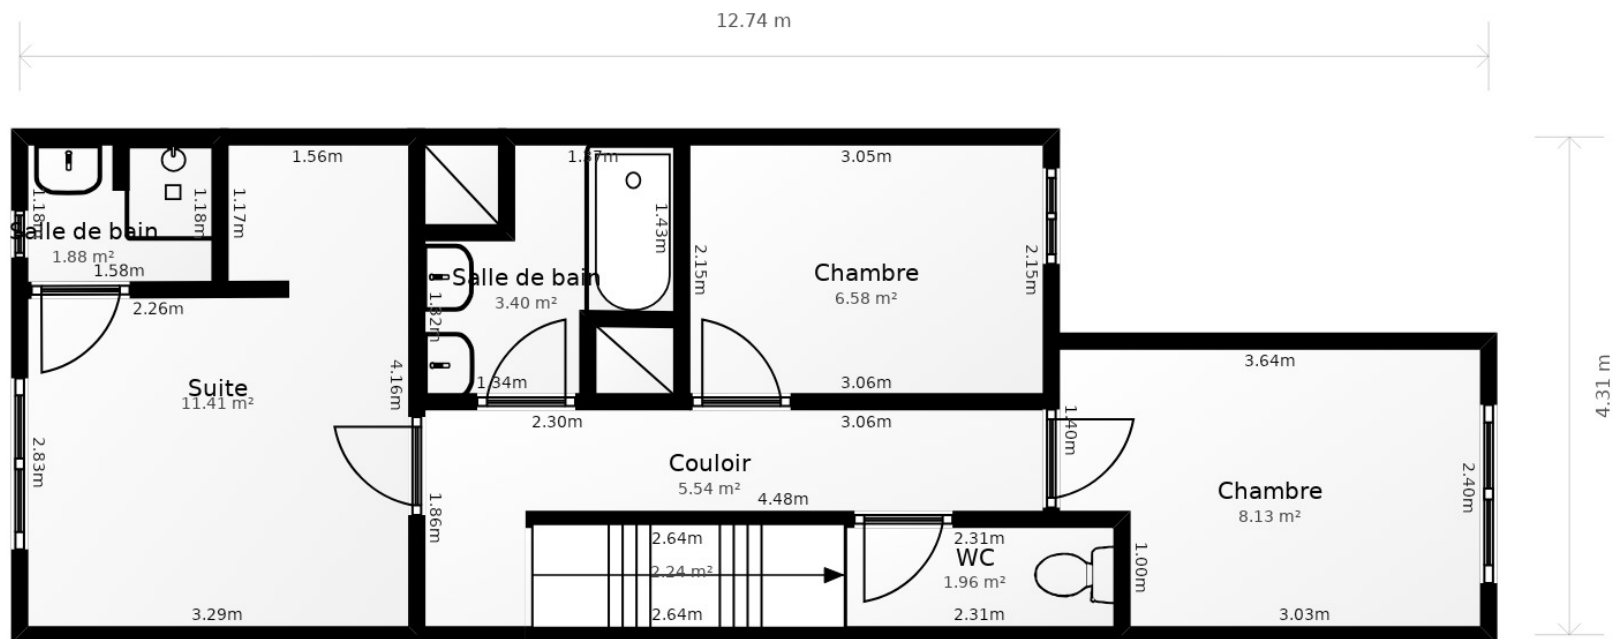 12.74 m
4.31 m
1.56m
1.37m
3.05m
1.18m
1.18m
1.17m
Salle de bain
1.88 m²
1.58m
2.26m
Salle de bain
3.40 m²
1.43m
1.32m
1.34m
2.15m
Chambre
6.58 m²
2.15m
3.06m
Suite
11.41 m²
4.16m
2.83m
3.29m
2.30m
3.06m
Couloir
5.54 m²
4.48m
1.86m
2.64m
2.24 m²
2.64m
2.31m
WC
1.96 m²
2.31m
1.00m
3.64m
1.40m
Chambre
8.13 m²
2.40m
3.03m